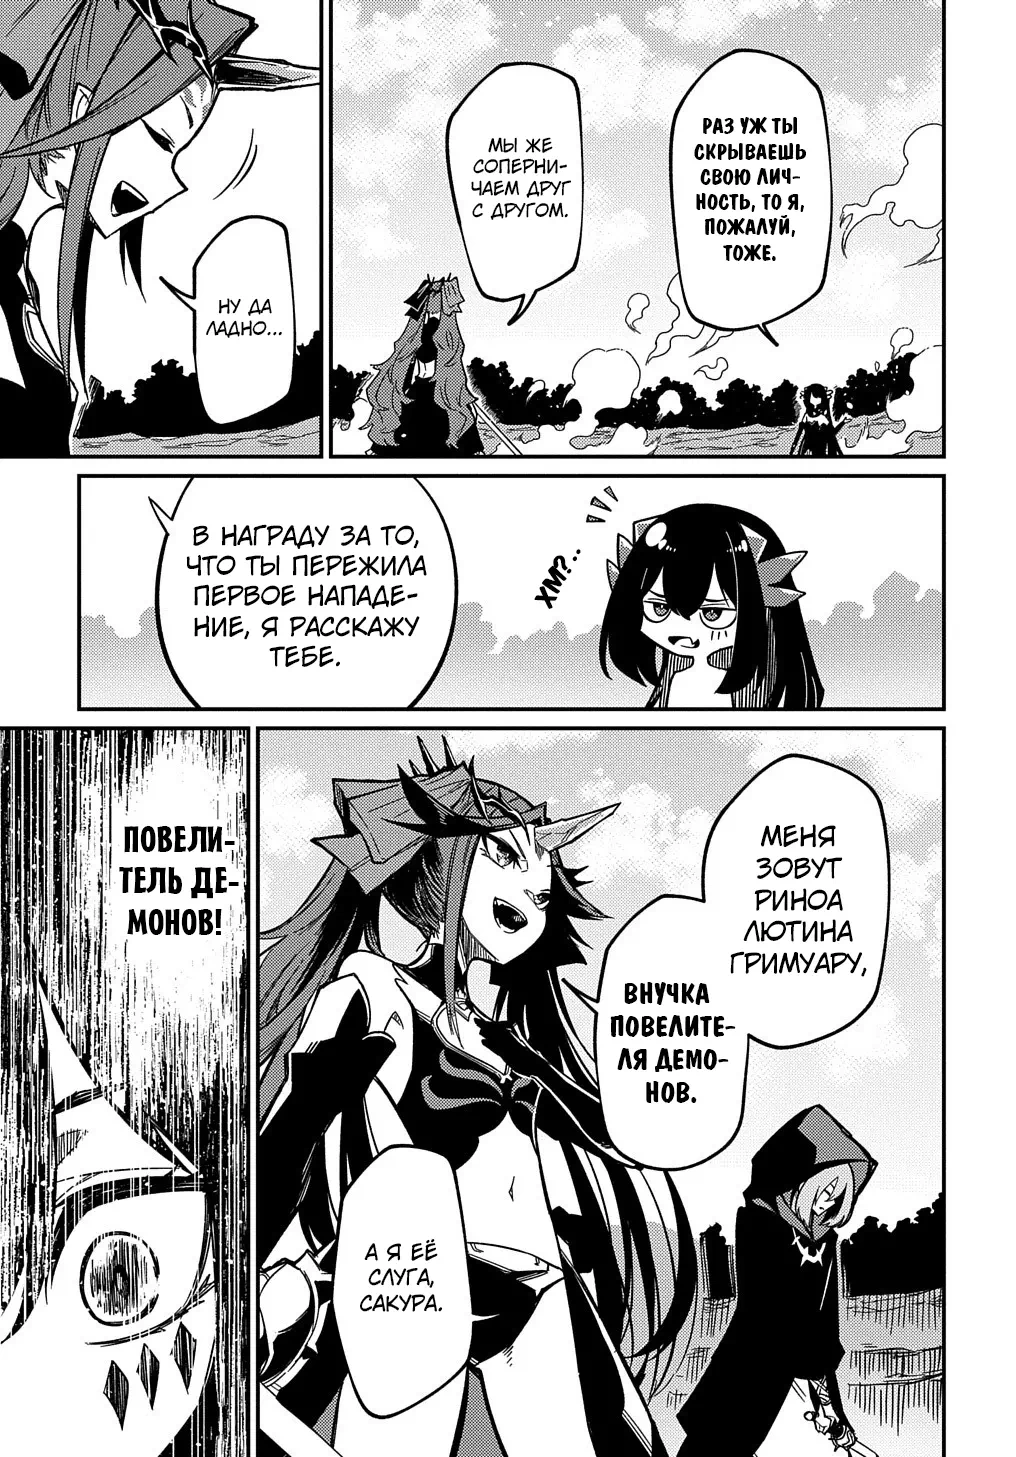 РАЗ УЖ ТЫ
СКРЫВАЕШЬ
СВОЮ ЛИЧ-
НОСТЬ, ТО Я,
ПОЖАЛУЙ,
ТОЖЕ.
МЫ ЖЕ
СОПЕРНИ-
ЧАЕМ ДРУГ
С ДРУГОМ.
НУ ДА
ЛАДНО...
ХМ?..
В НАГРАДУ ЗА ТО,
ЧТО ТЫ ПЕРЕЖИЛА
ПЕРВОЕ НАПАДЕ-
НИЕ, Я РАССКАЖУ
ТЕБЕ.
МЕНЯ
ЗОВУТ
РИНОА
ЛЮТИНА
ГРИМУАРУ,
ВНУЧКА
ПОВЕЛИТЕ-
ЛЯ ДЕМО-
НОВ.
А Я ЕЁ
СЛУГА,
САКУРА.
ПОВЕЛИ-
ТЕЛЬ ДЕ-
МОНОВ!